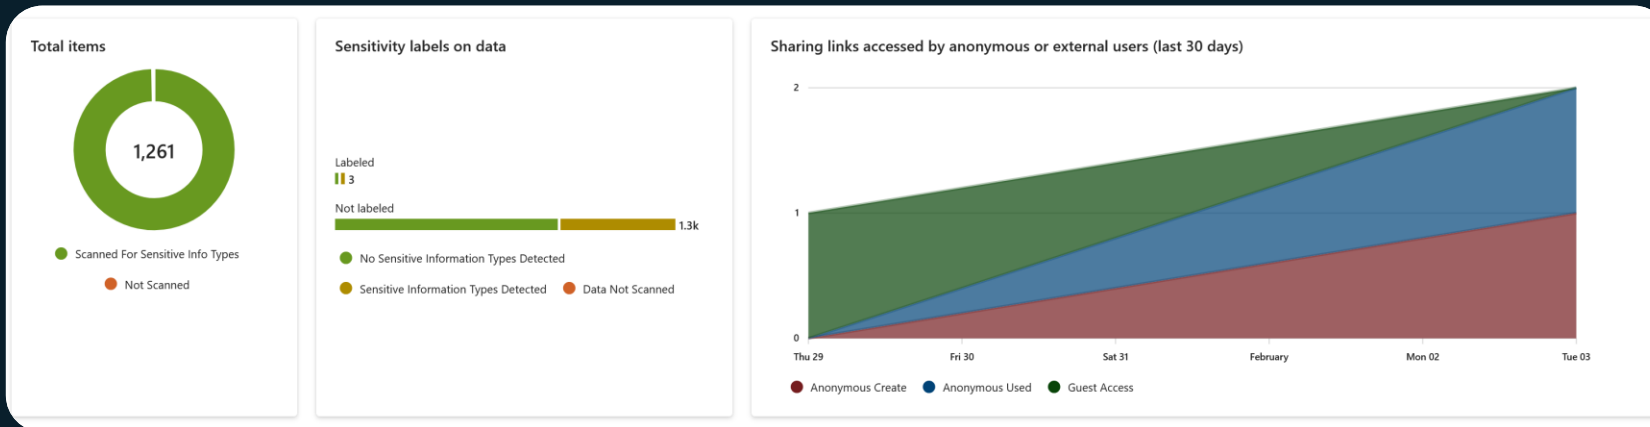 Total items
1,261
Scanned For Sensitive Info Types
Not Scanned
Sensitivity labels on data
Labeled
3
Not labeled
1.3k
No Sensitive Information Types Detected
Sensitive Information Types Detected
Data Not Scanned
Sharing links accessed by anonymous or external users (last 30 days)
2
1
0
Thu 29 Fri 30 Sat 31 February Mon 02 Tue 03
Anonymous Create Anonymous Used Guest Access